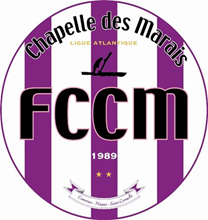 Chapelle des Marais
LIGUE ATLANTIQUE
FCCM
1989